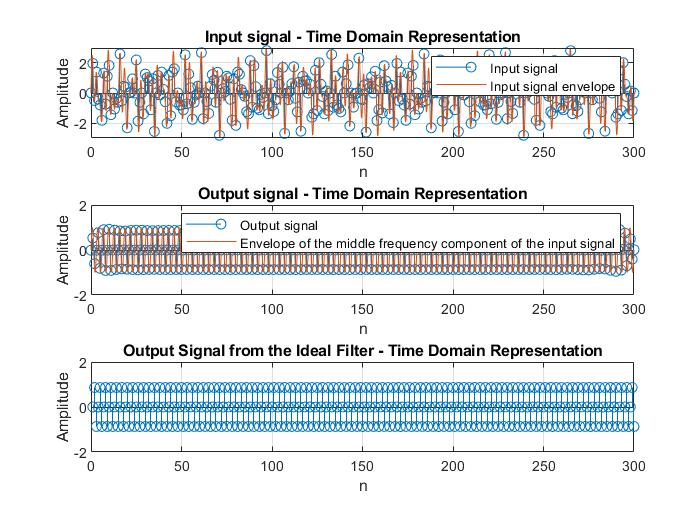 Input signal - Time Domain Representation
Amplitude
2
0
-2
Input signal
Input signal envelope
0 50 100 150 200 250 300
n
Output signal - Time Domain Representation
Amplitude
2
0
-2
Output signal
Envelope of the middle frequency component of the input signal
0 50 100 150 200 250 300
n
Output Signal from the Ideal Filter - Time Domain Representation
Amplitude
2
0
-2
0 50 100 150 200 250 300
n